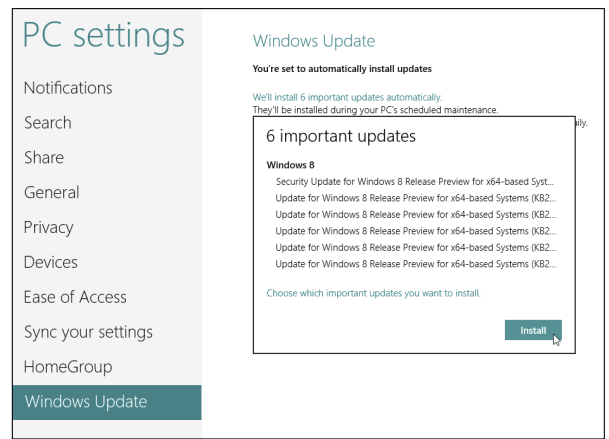 PC settings
Notifications
Search
Share
General
Privacy
Devices
Ease of Access
Sync your settings
HomeGroup
Windows Update
Windows Update
You're set to automatically install updates
We'll install 6 important updates automatically.
They'll be installed during your PC's scheduled maintenance.
6 important updates
Windows 8
Security Update for Windows 8 Release Preview for x64-based Syst...
Update for Windows 8 Release Preview for x64-based Systems (KB2...
Update for Windows 8 Release Preview for x64-based Systems (KB2...
Update for Windows 8 Release Preview for x64-based Systems (KB2...
Update for Windows 8 Release Preview for x64-based Systems (KB2...
Update for Windows 8 Release Preview for x64-based Systems (KB2...
Choose which important updates you want to install.
Install